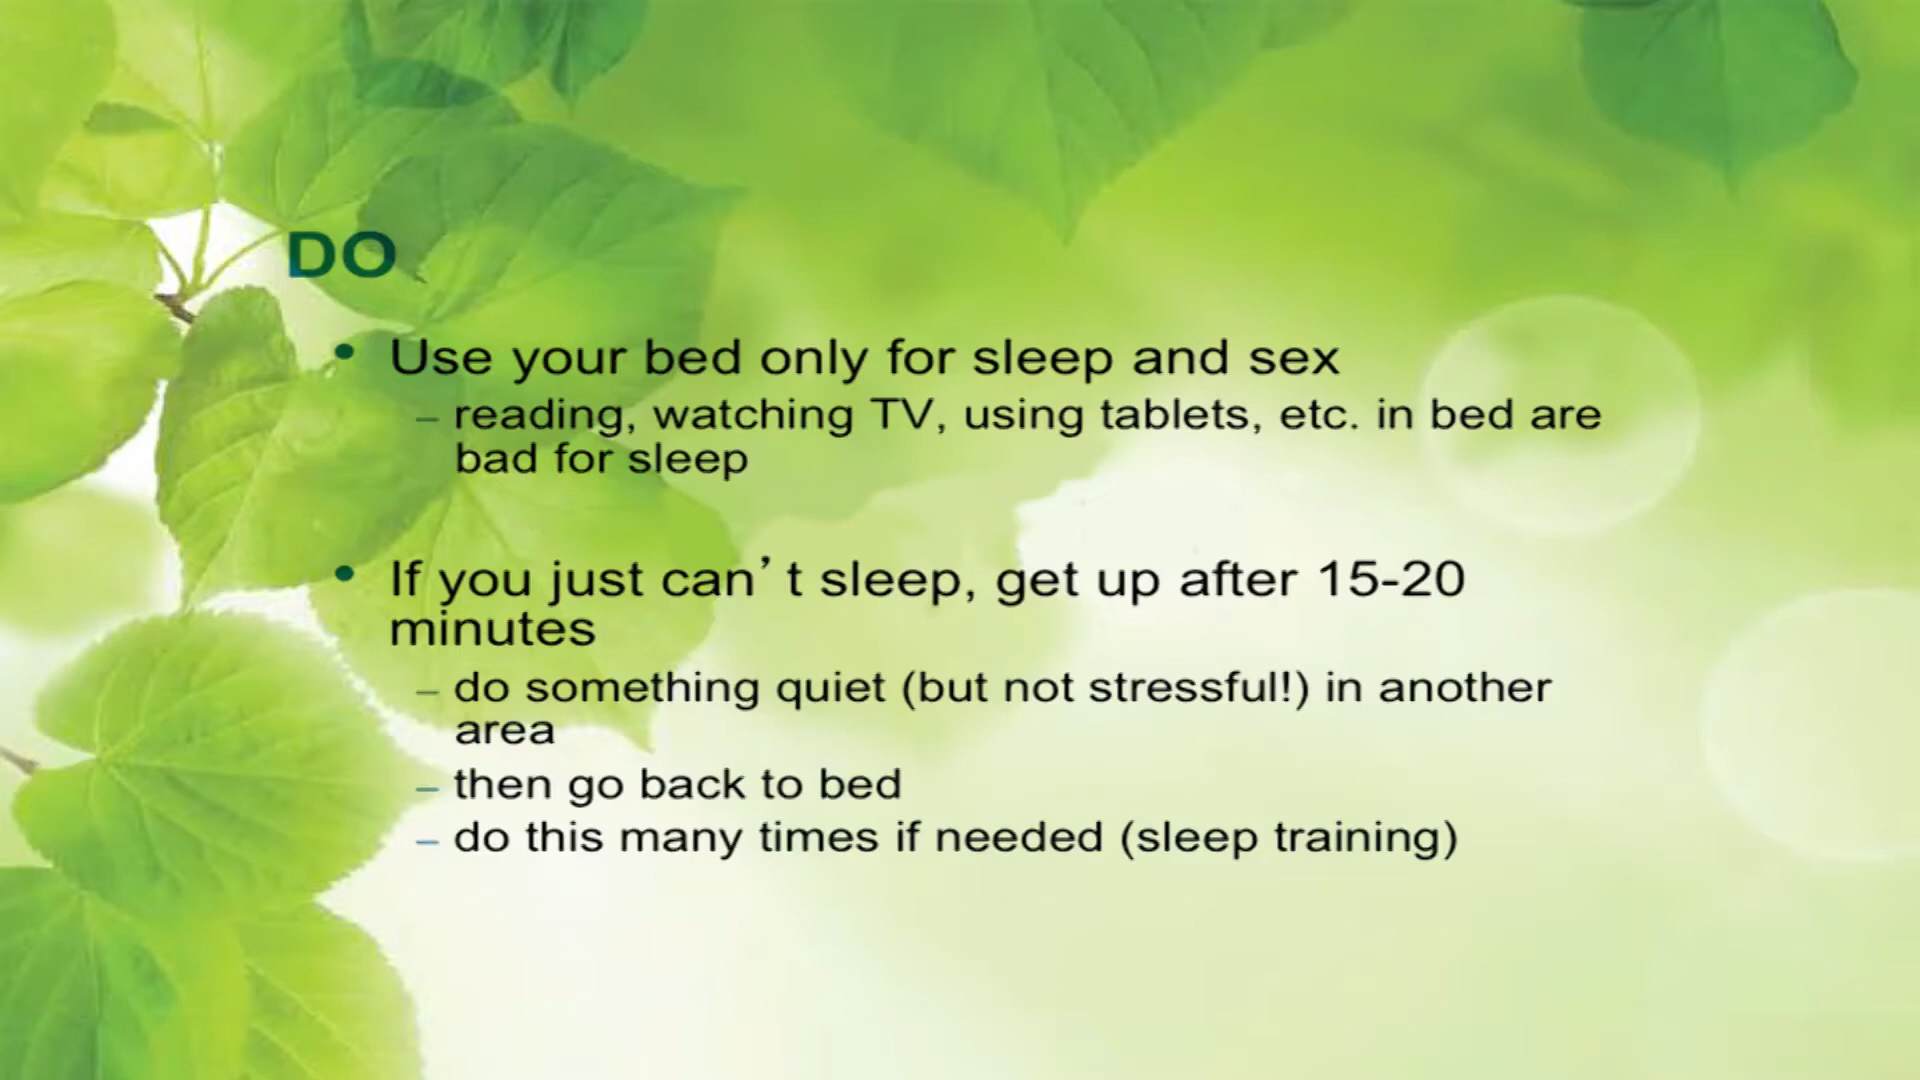 DO
• Use your bed only for sleep and sex
– reading, watching TV, using tablets, etc. in bed are
bad for sleep
• If you just can’t sleep, get up after 15-20
minutes
– do something quiet (but not stressful!) in another
area
– then go back to bed
– do this many times if needed (sleep training)